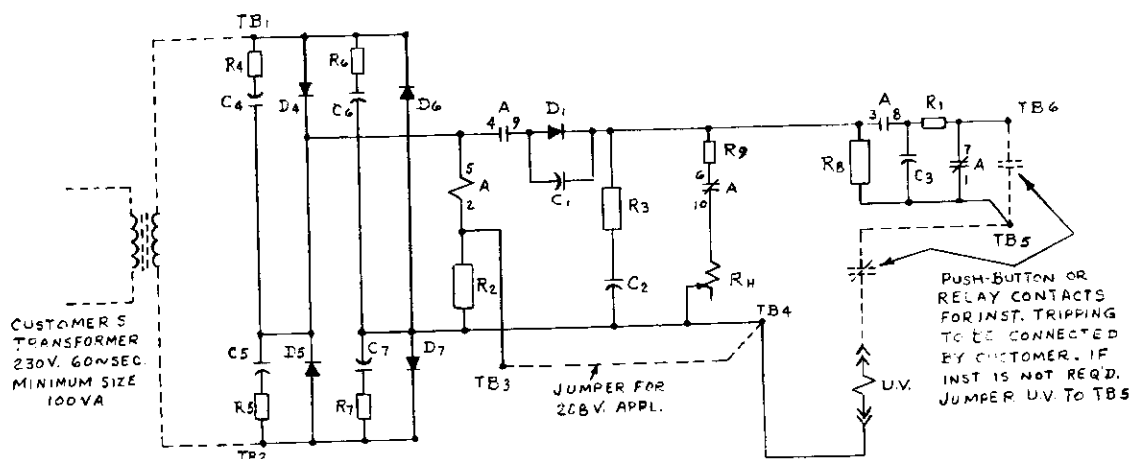 TB1
R4
C4
D4
R6
C6
D6
4 A 9
D1
C1
5
A
2
R2
R3
C2
R9
6
A
10
RH
TB4
3 A 8
R1
TB6
R8
C3
7
A
1
TB5
C5
D5
R5
C7
D7
R7
TB3
TB2
CUSTOMERS
TRANSFORMER
230V. 60~SEC.
MINIMUM SIZE
100VA
JUMPER FOR
208V. APPL.
U.V.
PUSH-BUTTON OR
RELAY CONTACTS
FOR INST. TRIPPING
TO BE CONNECTED
BY CUSTOMER. IF
INST IS NOT REQ'D.
JUMPER U.V. TO TB5